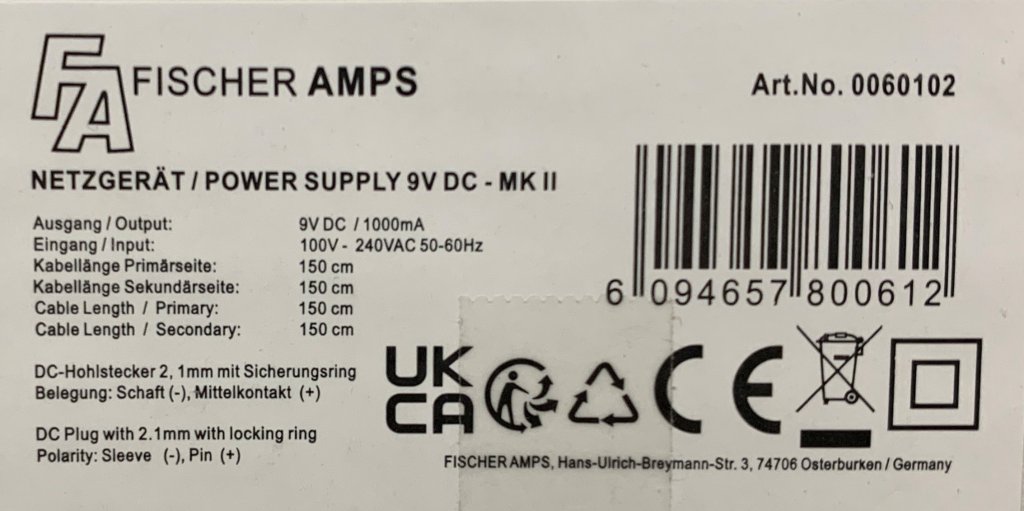 FA FISCHER AMPS
Art.No. 0060102
NETZGERÄT / POWER SUPPLY 9V DC - MK II
Ausgang / Output: 9V DC / 1000mA
Eingang / Input: 100V - 240VAC 50-60Hz
Kabellänge Primärseite: 150 cm
Kabellänge Sekundärseite: 150 cm
Cable Length / Primary: 150 cm
Cable Length / Secondary: 150 cm
6 094657 800612
DC-Hohlstecker 2, 1mm mit Sicherungsring
Belegung: Schaft (-), Mittelkontakt (+)
DC Plug with 2.1mm with locking ring
Polarity: Sleeve (-), Pin (+)
UK
CA
CE
FISCHER AMPS, Hans-Ulrich-Breymann-Str. 3, 74706 Osterburken / Germany